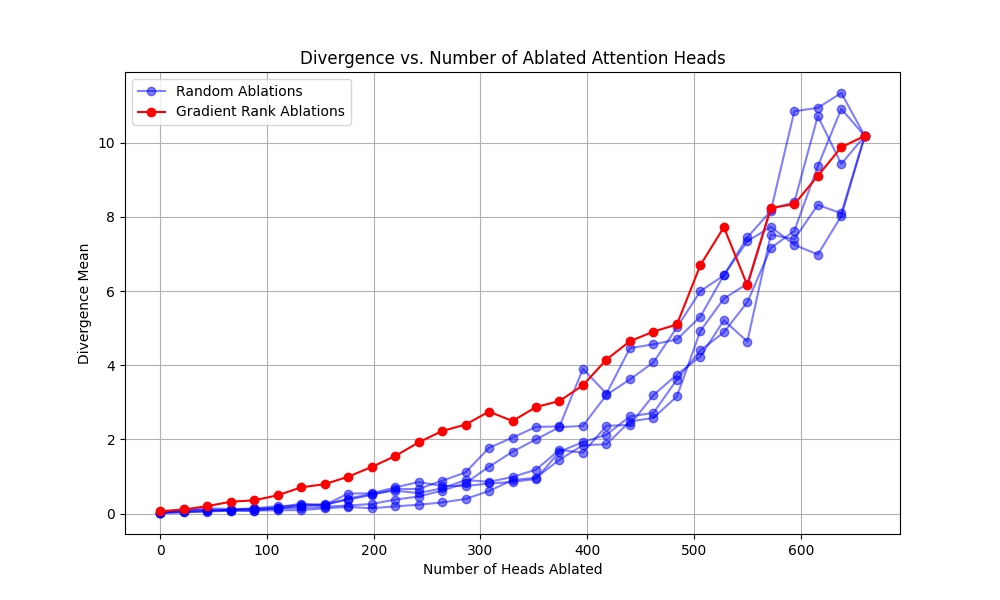 Divergence vs. Number of Ablated Attention Heads
Random Ablations
Gradient Rank Ablations
Divergence Mean
10
8
6
4
2
0
0 100 200 300 400 500 600
Number of Heads Ablated